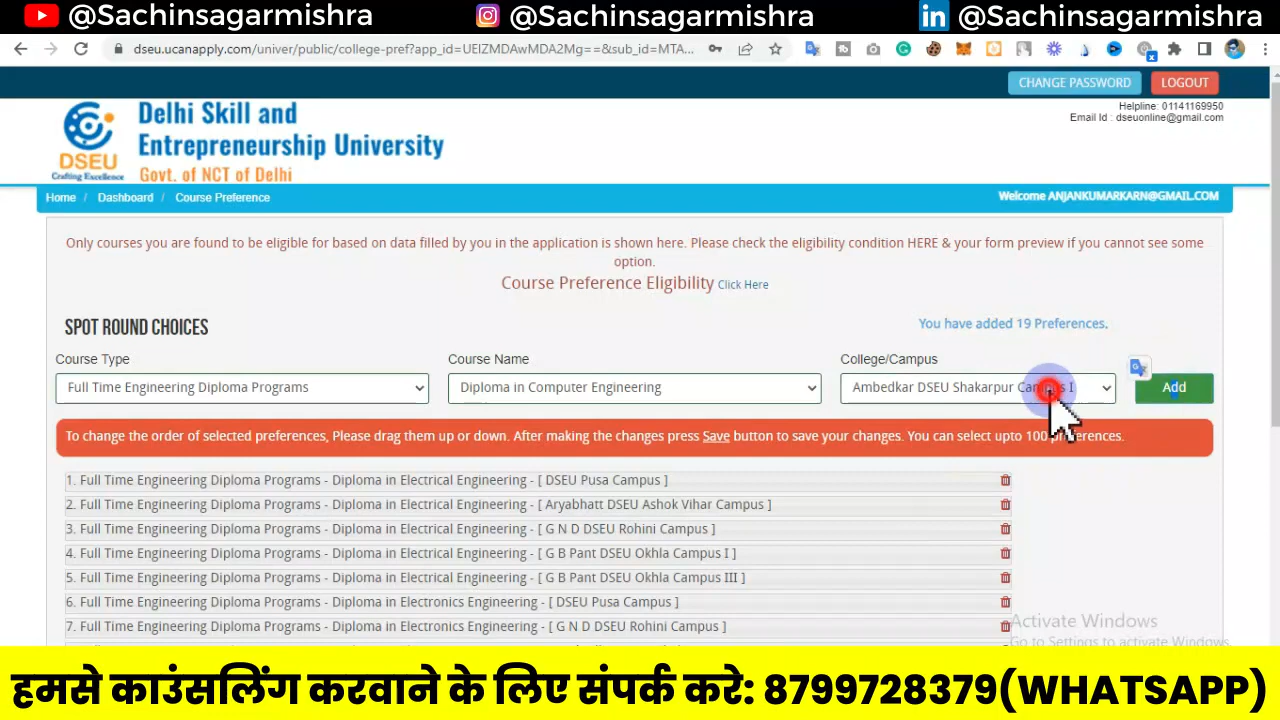 @Sachinsagarmishra @Sachinsagarmishra @Sachinsagarmishra
dseu.ucanapply.com/univer/public/college-pref?app_id=UEIZMDAwMDA2Mg==&sub_id=MTA...
CHANGE PASSWORD LOGOUT
Helpline: 01141169950
Email Id : dseuonline@gmail.com
Delhi Skill and
Entrepreneurship University
Govt. of NCT of Delhi
DSEU
Crafting Excellence
Home / Dashboard / Course Preference
Welcome ANJANKUMARKARN@GMAIL.COM
Only courses you are found to be eligible for based on data filled by you in the application is shown here. Please check the eligibility condition HERE & your form preview if you cannot see some
option.
Course Preference Eligibility Click Here
SPOT ROUND CHOICES
You have added 19 Preferences.
Course Type Course Name College/Campus
Full Time Engineering Diploma Programs Diploma in Computer Engineering Ambedkar DSEU Shakarpur Campus I Add
To change the order of selected preferences, Please drag them up or down. After making the changes press Save button to save your changes. You can select upto 100 preferences.
1. Full Time Engineering Diploma Programs - Diploma in Electrical Engineering - [ DSEU Pusa Campus ]
2. Full Time Engineering Diploma Programs - Diploma in Electrical Engineering - [ Aryabhatt DSEU Ashok Vihar Campus ]
3. Full Time Engineering Diploma Programs - Diploma in Electrical Engineering - [ G N D DSEU Rohini Campus ]
4. Full Time Engineering Diploma Programs - Diploma in Electrical Engineering - [ G B Pant DSEU Okhla Campus I ]
5. Full Time Engineering Diploma Programs - Diploma in Electrical Engineering - [ G B Pant DSEU Okhla Campus III ]
6. Full Time Engineering Diploma Programs - Diploma in Electronics Engineering - [ DSEU Pusa Campus ]
7. Full Time Engineering Diploma Programs - Diploma in Electronics Engineering - [ G N D DSEU Rohini Campus ]
Activate Windows
Go to Settings to activate Windows.
हमसे काउंसलिंग करवाने के लिए संपर्क करे: 8799728379(WHATSAPP)